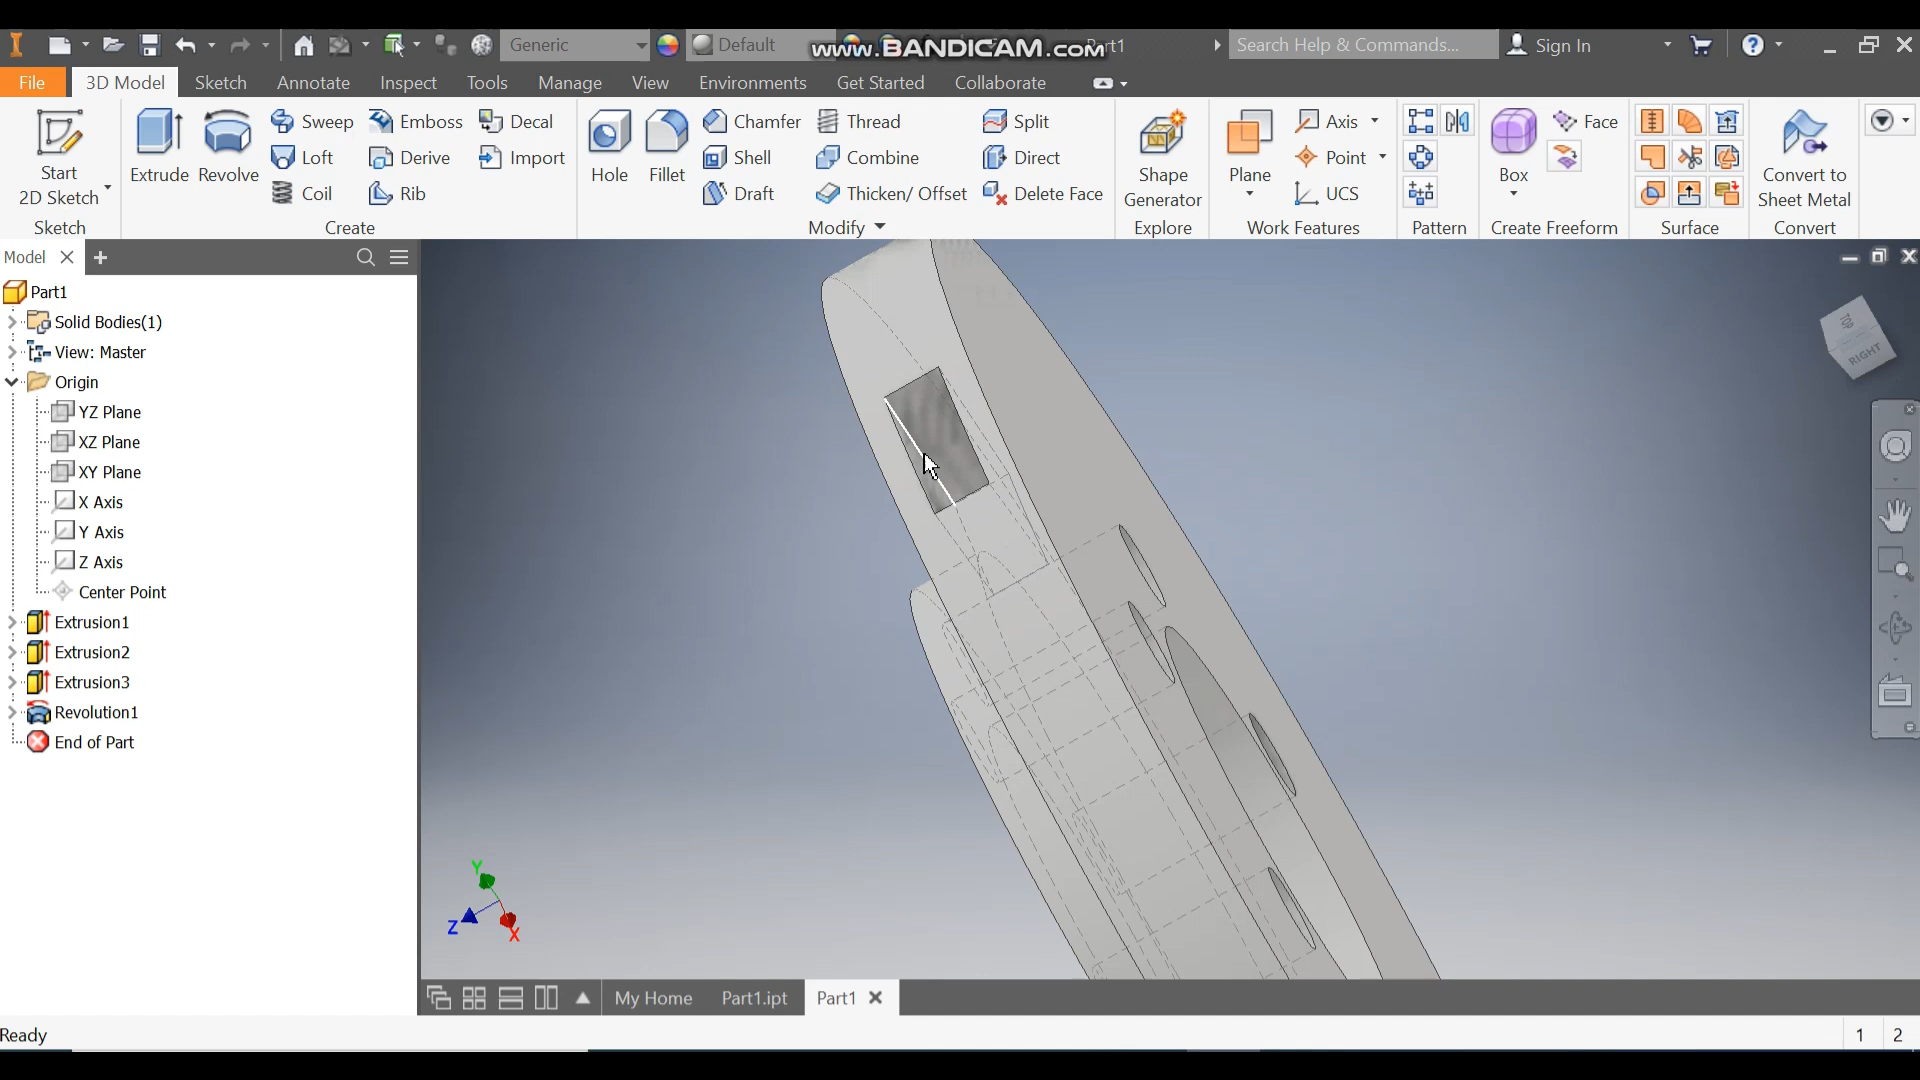 Generic
Default
www.BANDICAM.com
Part1
Search Help & Commands...
Sign In
File
3D Model
Sketch
Annotate
Inspect
Tools
Manage
View
Environments
Get Started
Collaborate
Start
2D Sketch
Extrude
Revolve
Sweep
Loft
Coil
Emboss
Derive
Rib
Decal
Import
Hole
Fillet
Chamfer
Shell
Draft
Thread
Combine
Thicken/ Offset
Split
Direct
Delete Face
Shape
Generator
Plane
Axis
Point
UCS
Box
Face
Convert to
Sheet Metal
Sketch
Create
Modify
Explore
Work Features
Pattern
Create Freeform
Surface
Convert
Model
Part1
Solid Bodies(1)
View: Master
Origin
YZ Plane
XZ Plane
XY Plane
X Axis
Y Axis
Z Axis
Center Point
Extrusion1
Extrusion2
Extrusion3
Revolution1
End of Part
TOP
RIGHT
Y
Z
X
My Home
Part1.ipt
Part1
Ready
1
2